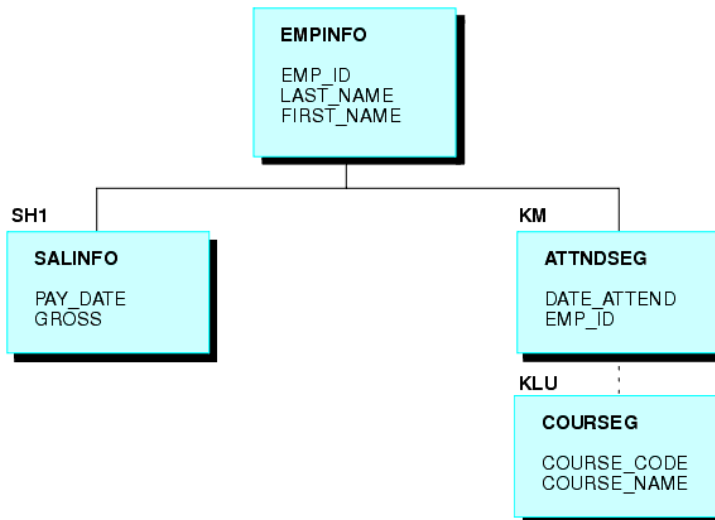 EMPINFO
EMP_ID
LAST_NAME
FIRST_NAME
SH1
SALINFO
PAY_DATE
GROSS
KM
ATTNDSEG
DATE_ATTEND
EMP_ID
KLU
COURSEG
COURSE_CODE
COURSE_NAME